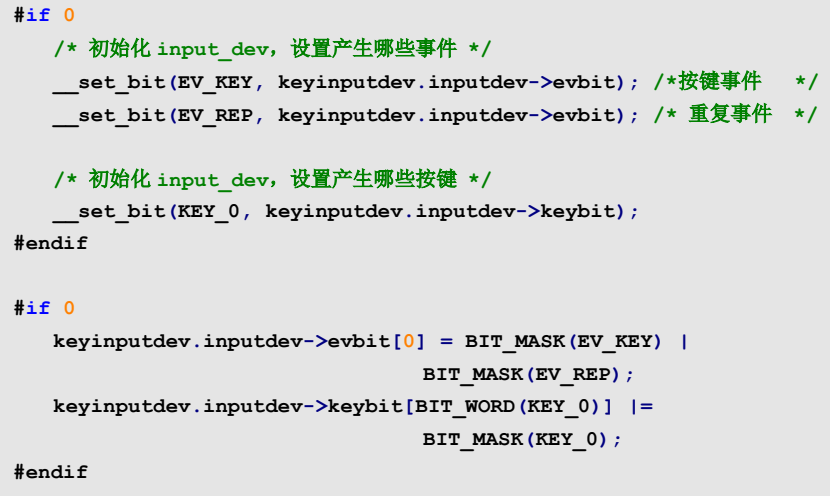 #if 0
    /* 初始化 input_dev，设置产生哪些事件 */
    __set_bit(EV_KEY, keyinputdev.inputdev->evbit); /*按键事件   */
    __set_bit(EV_REP, keyinputdev.inputdev->evbit); /* 重复事件  */

    /* 初始化 input_dev，设置产生哪些按键 */
    __set_bit(KEY_0, keyinputdev.inputdev->keybit);
#endif

#if 0
    keyinputdev.inputdev->evbit[0] = BIT_MASK(EV_KEY) |
                                     BIT_MASK(EV_REP);
    keyinputdev.inputdev->keybit[BIT_WORD(KEY_0)] |=
                                     BIT_MASK(KEY_0);
#endif